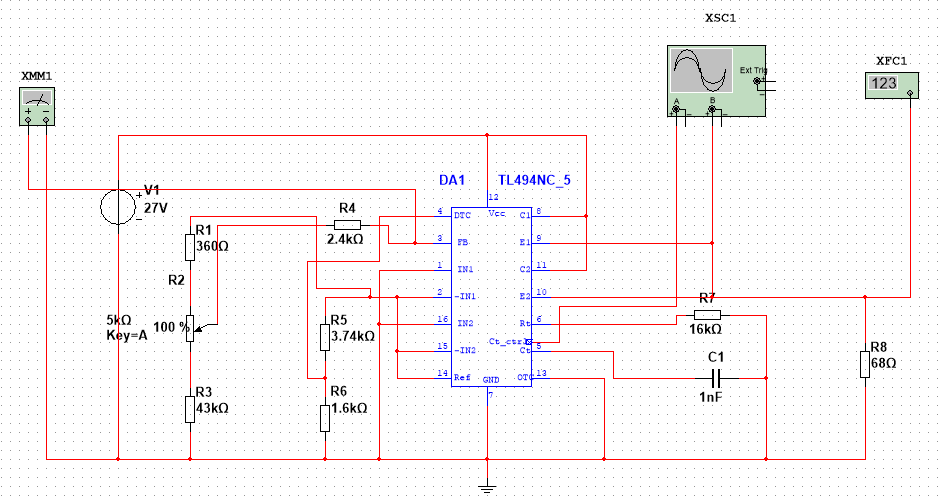 XSC1
XFC1
XMM1
Ext Trig
+
-
123
A
B
+ -
+ -
+ -
V1
27V
+
-
DA1
TL494NC_5
12
Vcc
4 DTC
C1 8
R4
2.4kΩ
R1
360Ω
3 FB
E1 9
1 IN1
C2 11
R2
2 -IN1
E2 10
R7
5kΩ
Key=A
100 %
R5
3.74kΩ
16 IN2
Rt 6
16kΩ
Ct_ctrl
15 -IN2
Ct 5
C1
R8
68Ω
14 Ref
GND
OTC 13
1nF
R3
43kΩ
R6
1.6kΩ
7